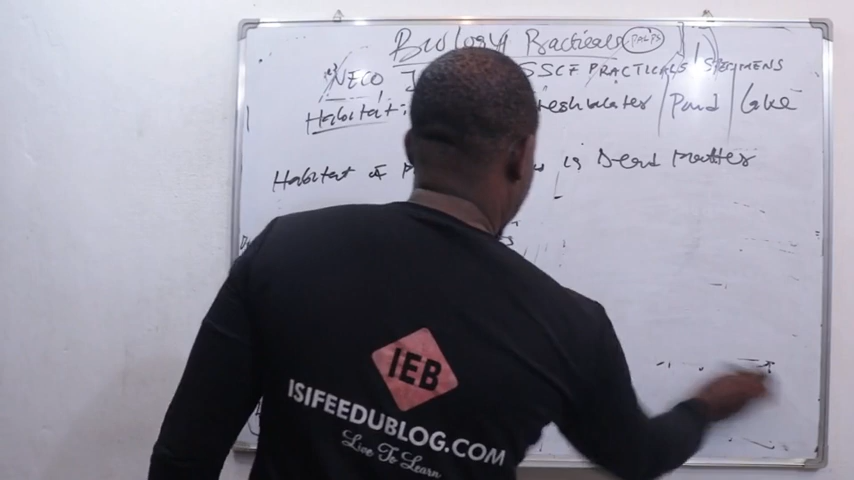 Biology Practicals
NECO SSCE PRACTICALS SPECIMENS
Habitat: freshwater / Pond / Lake
Habitat of is Dead matter
IEB
ISIFEEDUBLOG.COM
Live To Learn